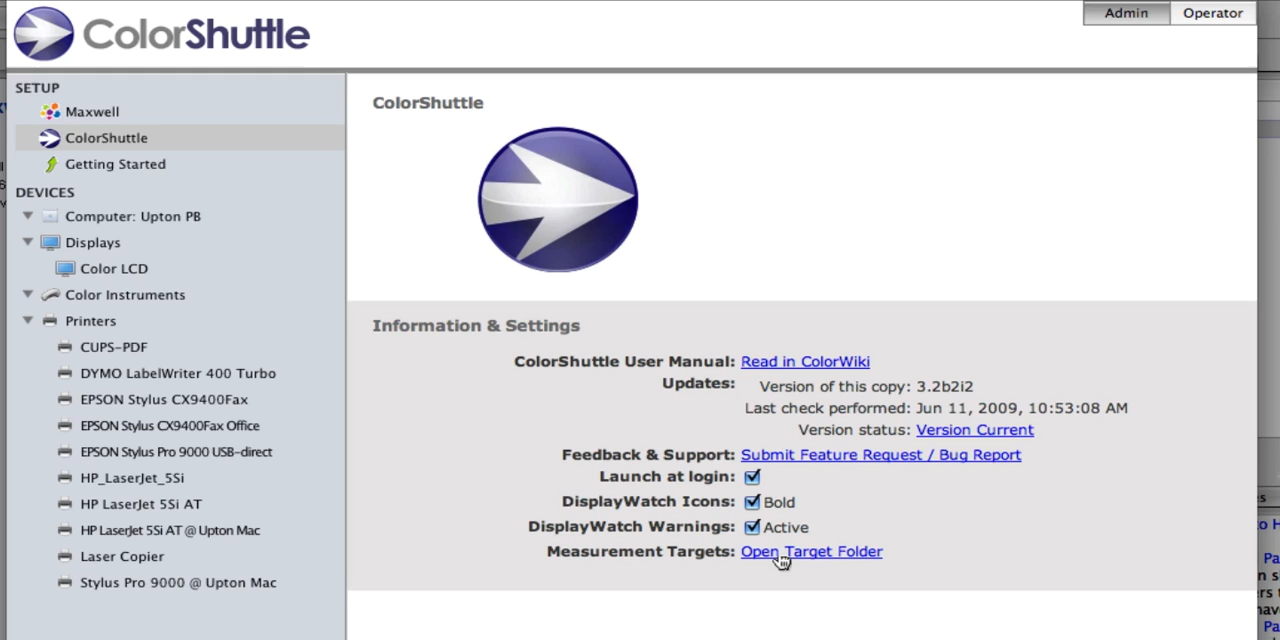 Admin Operator
ColorShuttle
SETUP
Maxwell
ColorShuttle
Getting Started
DEVICES
Computer: Upton PB
Displays
Color LCD
Color Instruments
Printers
CUPS-PDF
DYMO LabelWriter 400 Turbo
EPSON Stylus CX9400Fax
EPSON Stylus CX9400Fax Office
EPSON Stylus Pro 9000 USB-direct
HP_LaserJet_5Si
HP LaserJet 5Si AT
HP LaserJet 5Si AT @ Upton Mac
Laser Copier
Stylus Pro 9000 @ Upton Mac
ColorShuttle
Information & Settings
ColorShuttle User Manual: Read in ColorWiki
Updates: Version of this copy: 3.2b2i2
Last check performed: Jun 11, 2009, 10:53:08 AM
Version status: Version Current
Feedback & Support: Submit Feature Request / Bug Report
Launch at login:
DisplayWatch Icons: Bold
DisplayWatch Warnings: Active
Measurement Targets: Open Target Folder